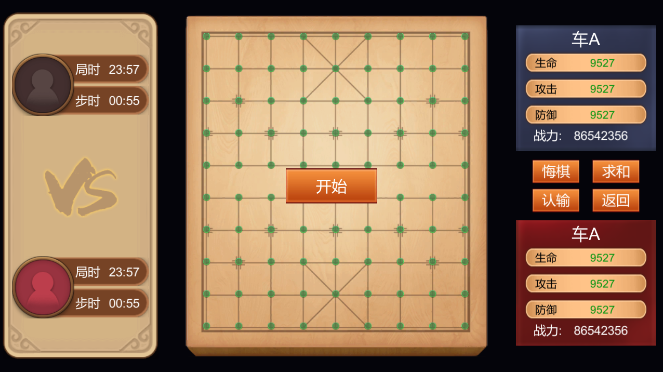 局时 23:57
步时 00:55
VS
局时 23:57
步时 00:55
开始
车A
生命 9527
攻击 9527
防御 9527
战力: 86542356
悔棋 求和
认输 返回
车A
生命 9527
攻击 9527
防御 9527
战力: 86542356